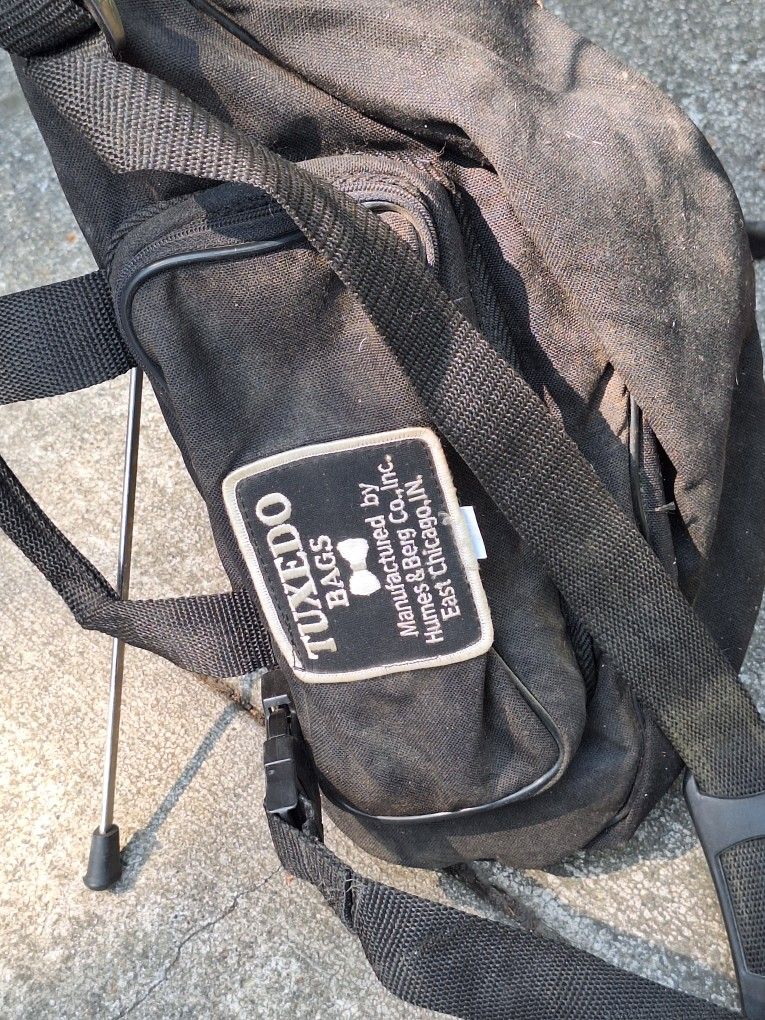 TUXEDO
BAGS
Manufactured by
Humes & Berg Co., Inc.
East Chicago, IN.